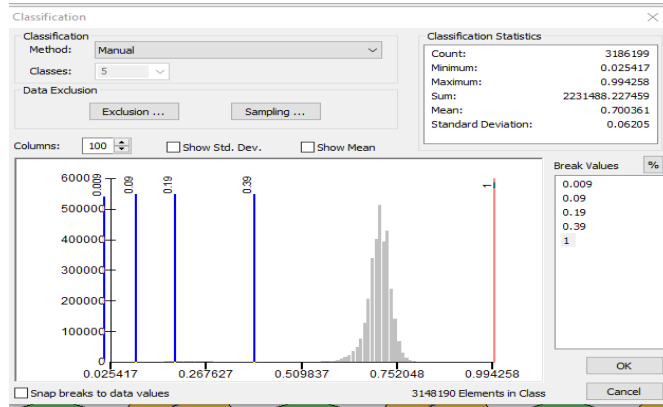 Classification
Classification
Method: Manual
Classes: 5
Data Exclusion
Exclusion ... Sampling ...
Classification Statistics
Count: 3186199
Minimum: 0.025417
Maximum: 0.994258
Sum: 2231488.227459
Mean: 0.700361
Standard Deviation: 0.06205
Columns: 100 Show Std. Dev. Show Mean
Break Values %
0.009
0.09
0.19
0.39
1
0.009 0.09 0.19 0.39 1
500000
400000
300000
200000
100000
0
0.025417 0.267627 0.509837 0.752048 0.994258
Snap breaks to data values
3148190 Elements in Class
OK
Cancel